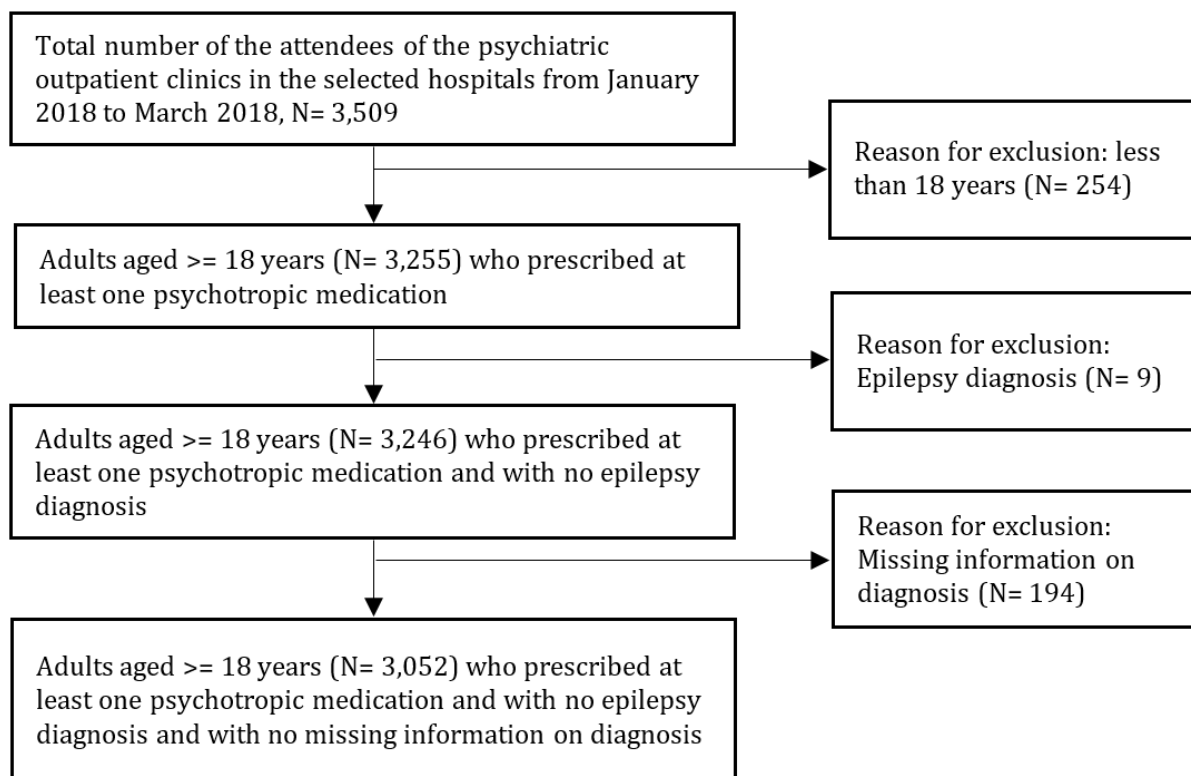 Total number of the attendees of the psychiatric
outpatient clinics in the selected hospitals from January
2018 to March 2018, N= 3,509
Reason for exclusion: less
than 18 years (N= 254)
Adults aged >= 18 years (N= 3,255) who prescribed at
least one psychotropic medication
Reason for exclusion:
Epilepsy diagnosis (N= 9)
Adults aged >= 18 years (N= 3,246) who prescribed at
least one psychotropic medication and with no epilepsy
diagnosis
Reason for exclusion:
Missing information on
diagnosis (N= 194)
Adults aged >= 18 years (N= 3,052) who prescribed at
least one psychotropic medication and with no epilepsy
diagnosis and with no missing information on diagnosis